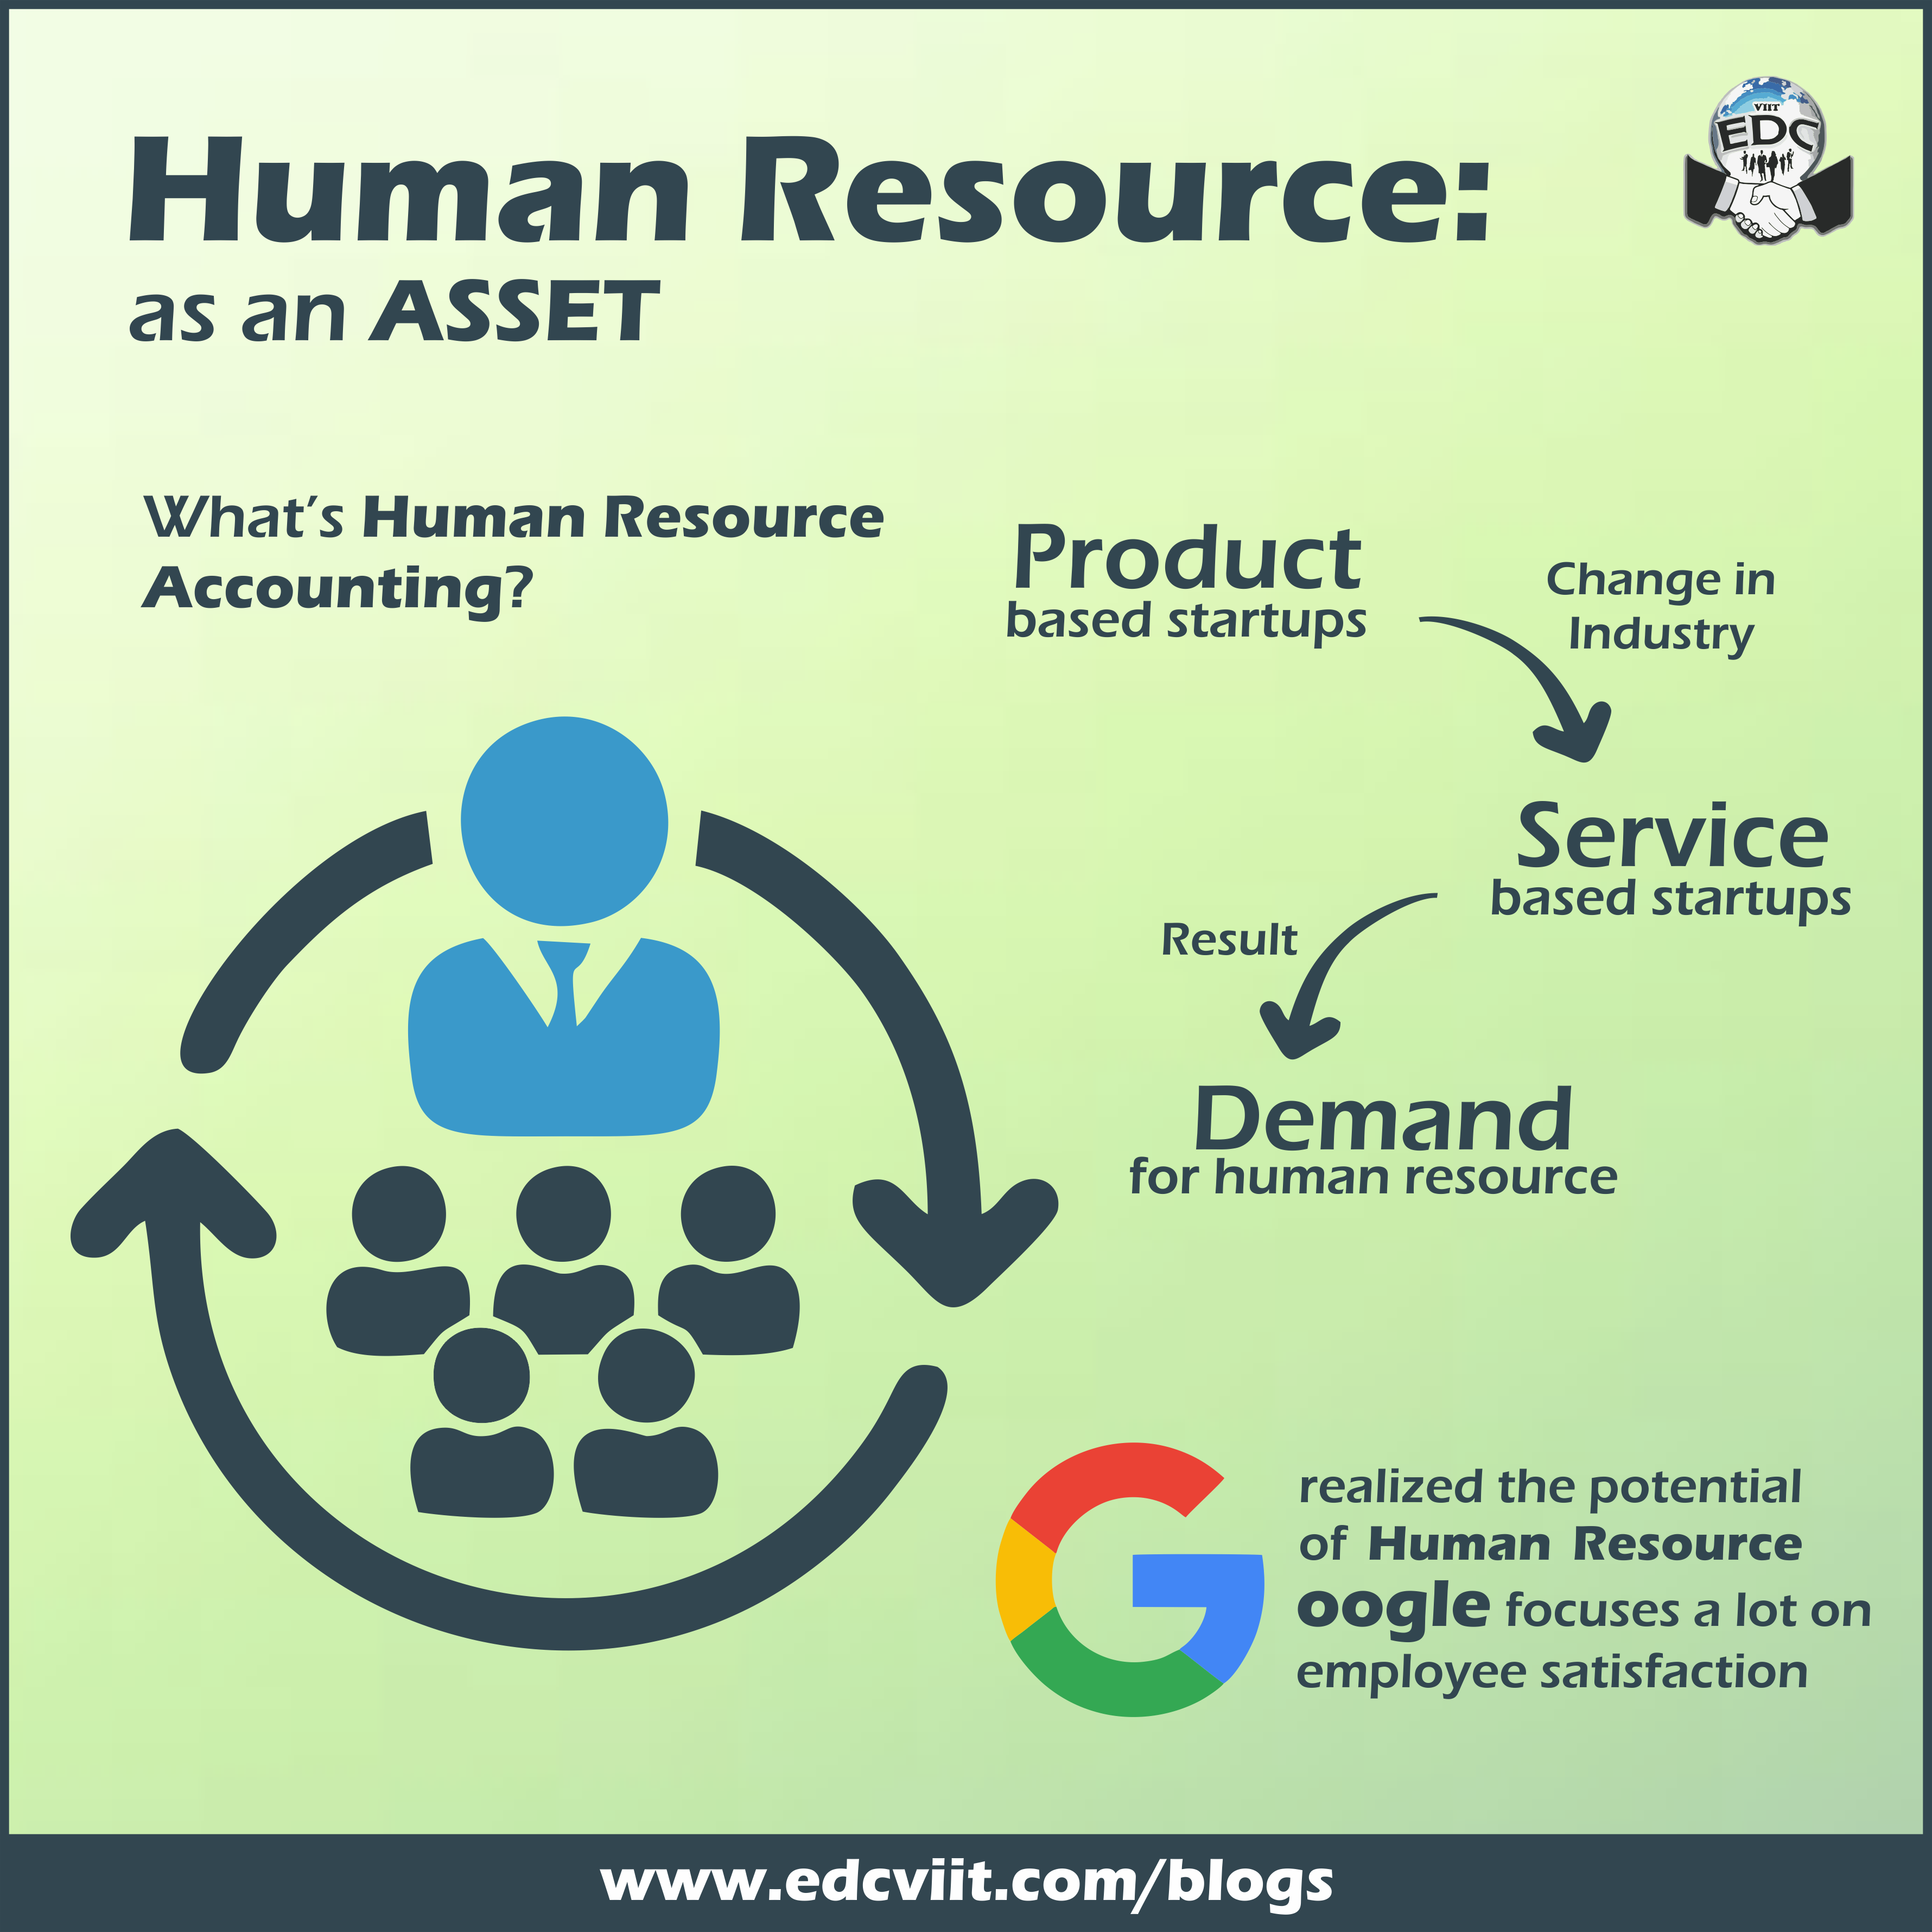 Human Resource:
as an ASSET
VIIT
EDC
What's Human Resource
Accounting?
Product
based startups
Change in
Industry
Service
based startups
Result
Demand
for human resource
realized the potential
of Human Resource
oogle focuses a lot on
employee satisfaction
www.edcviit.com/blogs